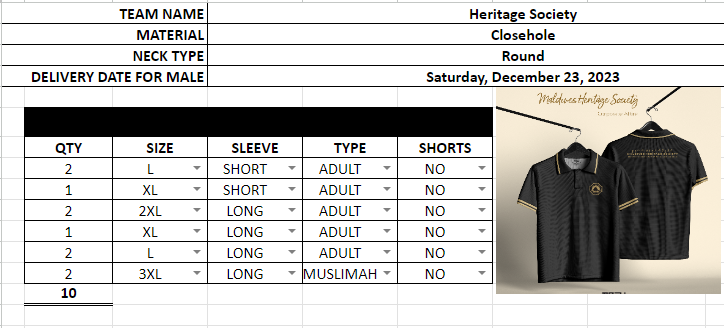 TEAM NAME Heritage Society
MATERIAL Closehole
NECK TYPE Round
DELIVERY DATE FOR MALE Saturday, December 23, 2023
Maldives Heritage Society
QTY SIZE SLEEVE TYPE SHORTS
2 L SHORT ADULT NO
1 XL SHORT ADULT NO
2 2XL LONG ADULT NO
1 XL LONG ADULT NO
2 L LONG ADULT NO
2 3XL LONG MUSLIMAH NO
10